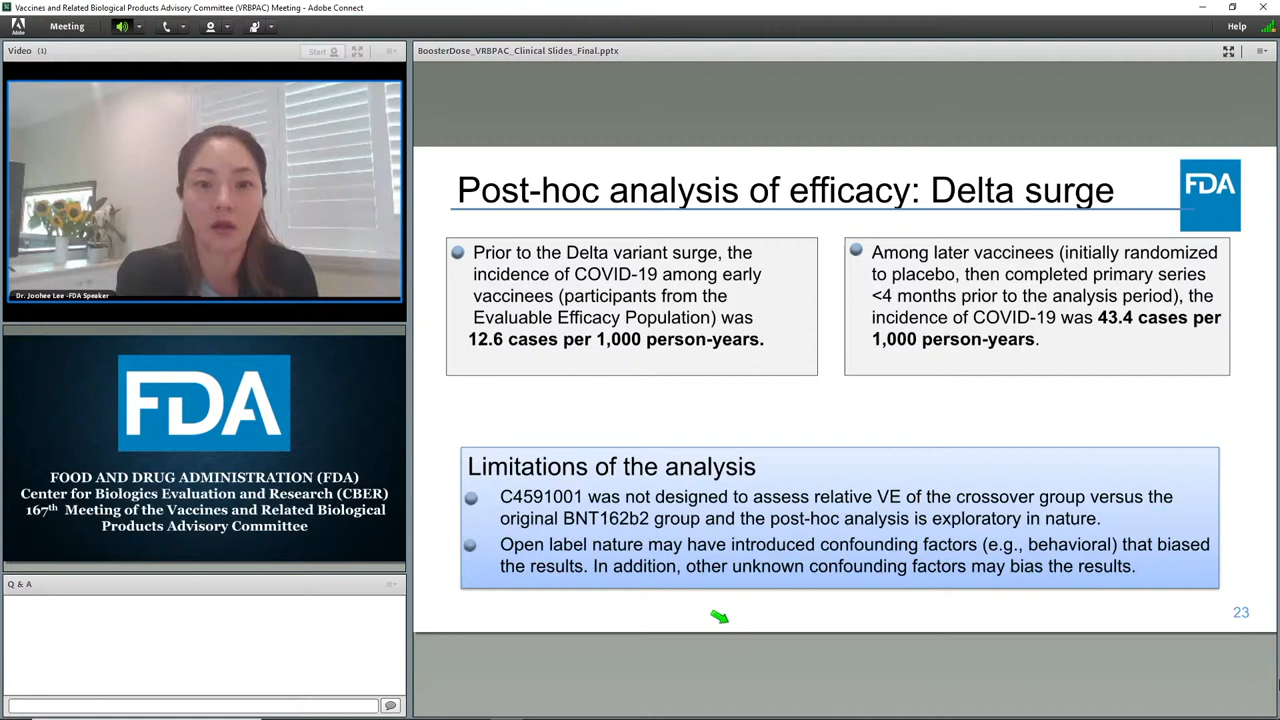 Vaccines and Related Biological Products Advisory Committee (VRBPAC) Meeting - Adobe Connect
Meeting
Help
Video (1)
Start
Dr. Joohee Lee -FDA Speaker
FDA
FOOD AND DRUG ADMINISTRATION (FDA)
Center for Biologics Evaluation and Research (CBER)
167th Meeting of the Vaccines and Related Biological
Products Advisory Committee
Q & A
BoosterDose_VRBPAC_Clinical Slides_Final.pptx
Post-hoc analysis of efficacy: Delta surge
FDA
Prior to the Delta variant surge, the
incidence of COVID-19 among early
vaccinees (participants from the
Evaluable Efficacy Population) was
12.6 cases per 1,000 person-years.
Among later vaccinees (initially randomized
to placebo, then completed primary series
<4 months prior to the analysis period), the
incidence of COVID-19 was 43.4 cases per
1,000 person-years.
Limitations of the analysis
C4591001 was not designed to assess relative VE of the crossover group versus the
original BNT162b2 group and the post-hoc analysis is exploratory in nature.
Open label nature may have introduced confounding factors (e.g., behavioral) that biased
the results. In addition, other unknown confounding factors may bias the results.
23